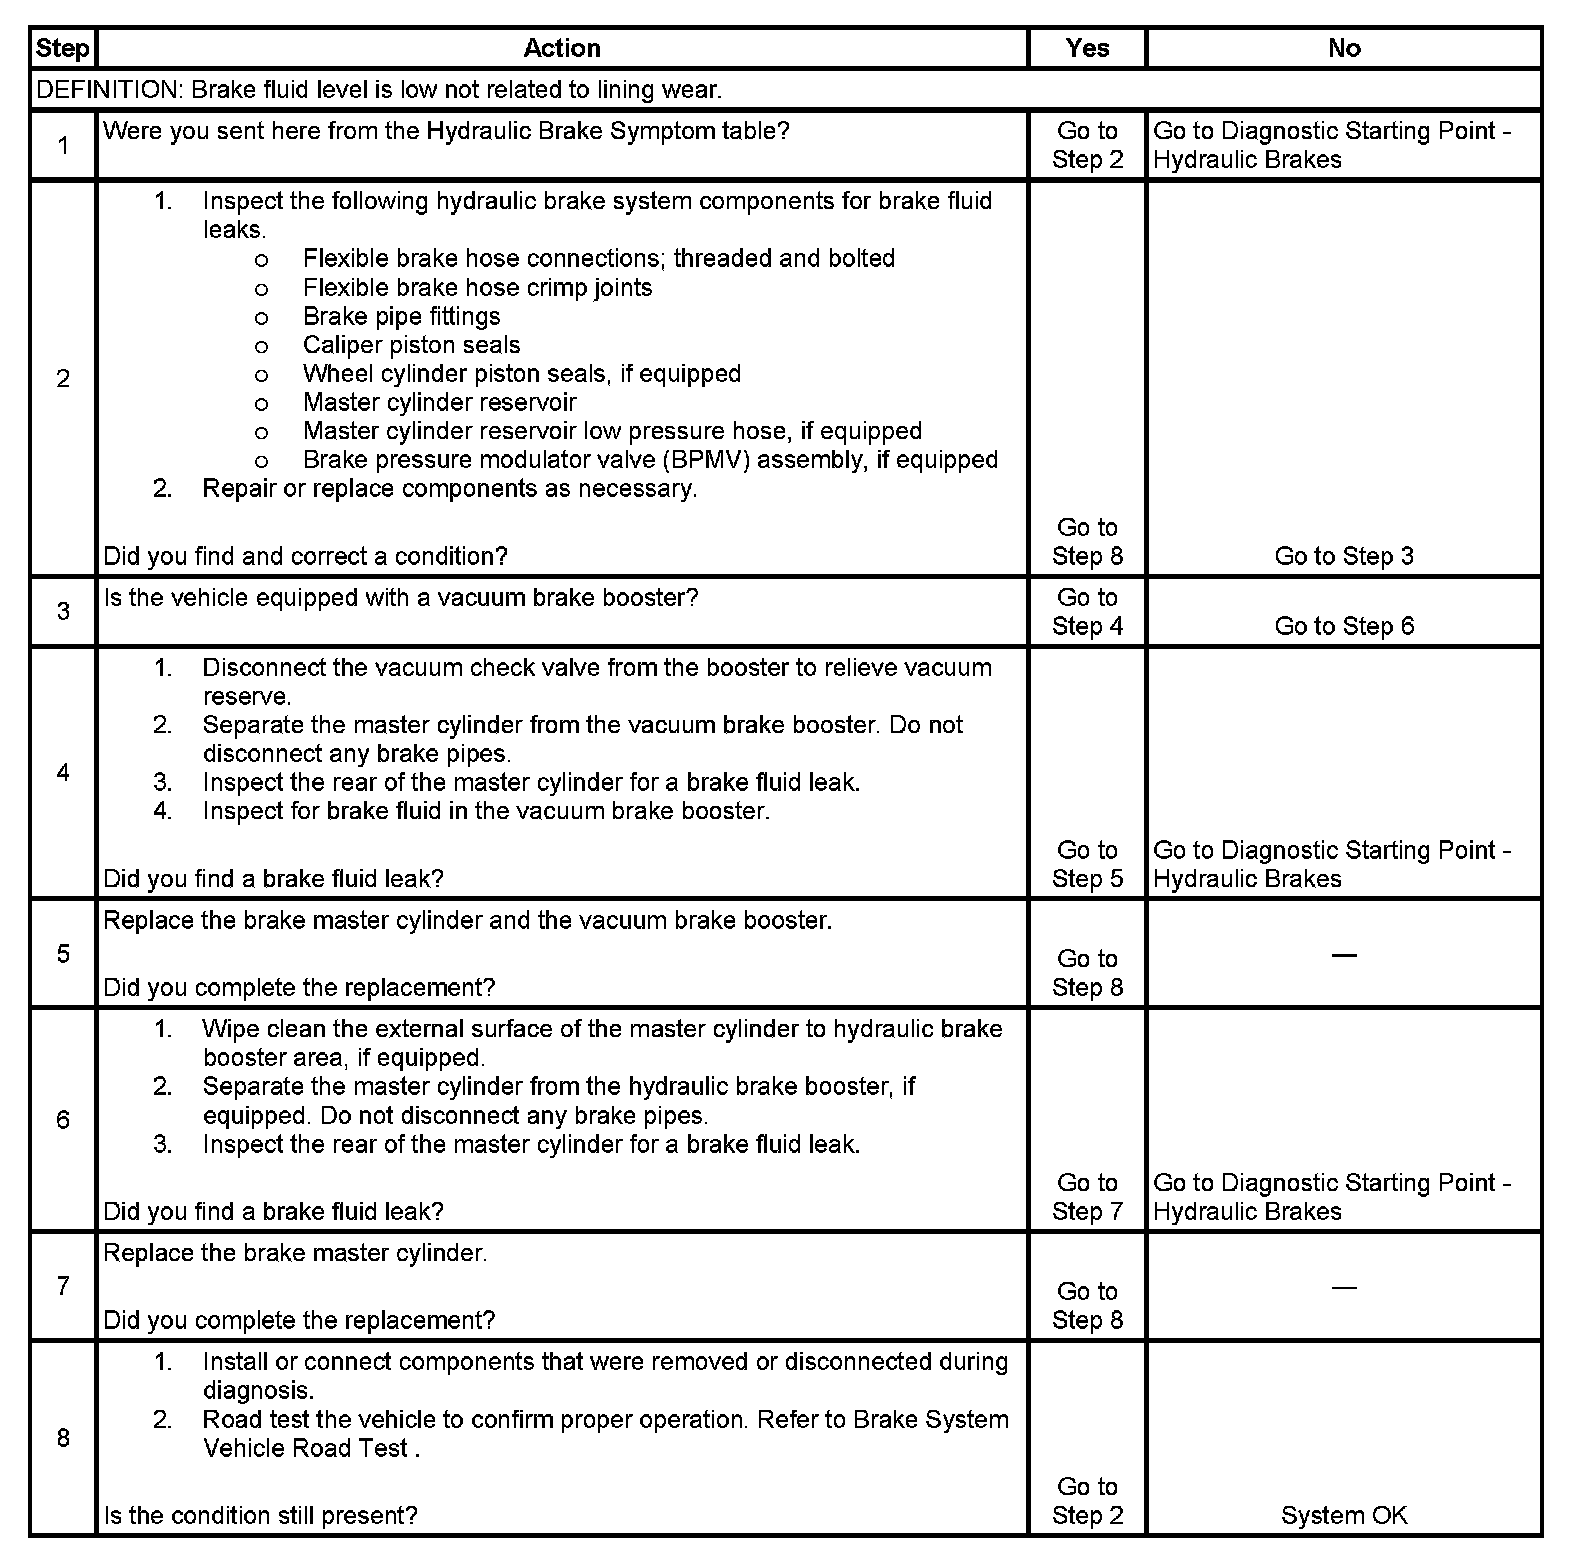 Step Action Yes No
DEFINITION: Brake fluid level is low not related to lining wear.
1
Were you sent here from the Hydraulic Brake Symptom table?
Go to
Step 2
Go to Diagnostic Starting Point -
Hydraulic Brakes
2
1. Inspect the following hydraulic brake system components for brake fluid
leaks.
o Flexible brake hose connections; threaded and bolted
o Flexible brake hose crimp joints
o Brake pipe fittings
o Caliper piston seals
o Wheel cylinder piston seals, if equipped
o Master cylinder reservoir
o Master cylinder reservoir low pressure hose, if equipped
o Brake pressure modulator valve (BPMV) assembly, if equipped
2. Repair or replace components as necessary.
Did you find and correct a condition?
Go to
Step 8
Go to Step 3
3
Is the vehicle equipped with a vacuum brake booster?
Go to
Step 4
Go to Step 6
4
1. Disconnect the vacuum check valve from the booster to relieve vacuum
reserve.
2. Separate the master cylinder from the vacuum brake booster. Do not
disconnect any brake pipes.
3. Inspect the rear of the master cylinder for a brake fluid leak.
4. Inspect for brake fluid in the vacuum brake booster.
Did you find a brake fluid leak?
Go to
Step 5
Go to Diagnostic Starting Point -
Hydraulic Brakes
5
Replace the brake master cylinder and the vacuum brake booster.
Did you complete the replacement?
Go to
Step 8
—
6
1. Wipe clean the external surface of the master cylinder to hydraulic brake
booster area, if equipped.
2. Separate the master cylinder from the hydraulic brake booster, if
equipped. Do not disconnect any brake pipes.
3. Inspect the rear of the master cylinder for a brake fluid leak.
Did you find a brake fluid leak?
Go to
Step 7
Go to Diagnostic Starting Point -
Hydraulic Brakes
7
Replace the brake master cylinder.
Did you complete the replacement?
Go to
Step 8
—
8
1. Install or connect components that were removed or disconnected during
diagnosis.
2. Road test the vehicle to confirm proper operation. Refer to Brake System
Vehicle Road Test .
Is the condition still present?
Go to
Step 2
System OK